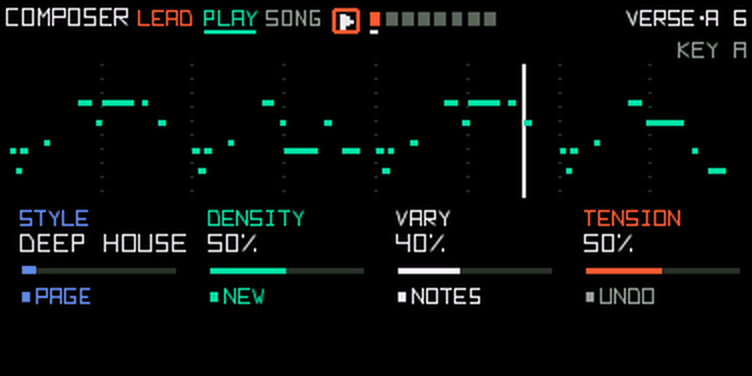 COMPOSER LEAD PLAY SONG VERSE·A 6
KEY A
STYLE DENSITY VARY TENSION
DEEP HOUSE 50% 40% 50%
PAGE NEW NOTES UNDO